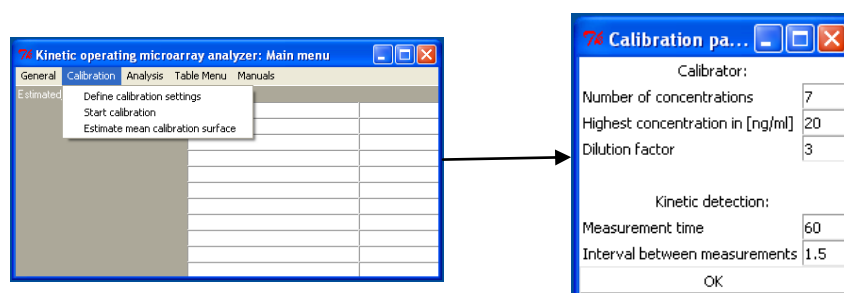 Kinetic operating microarray analyzer: Main menu
General Calibration Analysis Table Menu Manuals
Estimated
Define calibration settings
Start calibration
Estimate mean calibration surface
Calibration pa...
Calibrator:
Number of concentrations 7
Highest concentration in [ng/ml] 20
Dilution factor 3
Kinetic detection:
Measurement time 60
Interval between measurements 1.5
OK